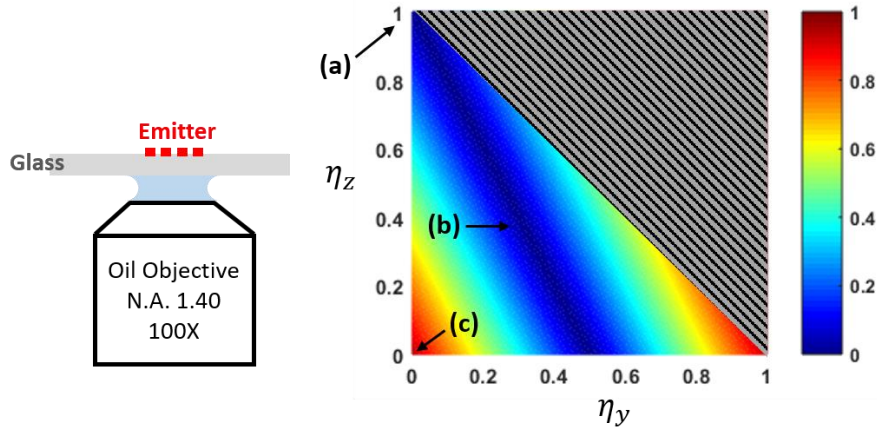 Emitter
Glass
Oil Objective
N.A. 1.40
100X
(a)
(b)
(c)
η_z
1
0.8
0.6
0.4
0.2
0
0 0.2 0.4 0.6 0.8 1
η_y
1
0.8
0.6
0.4
0.2
0